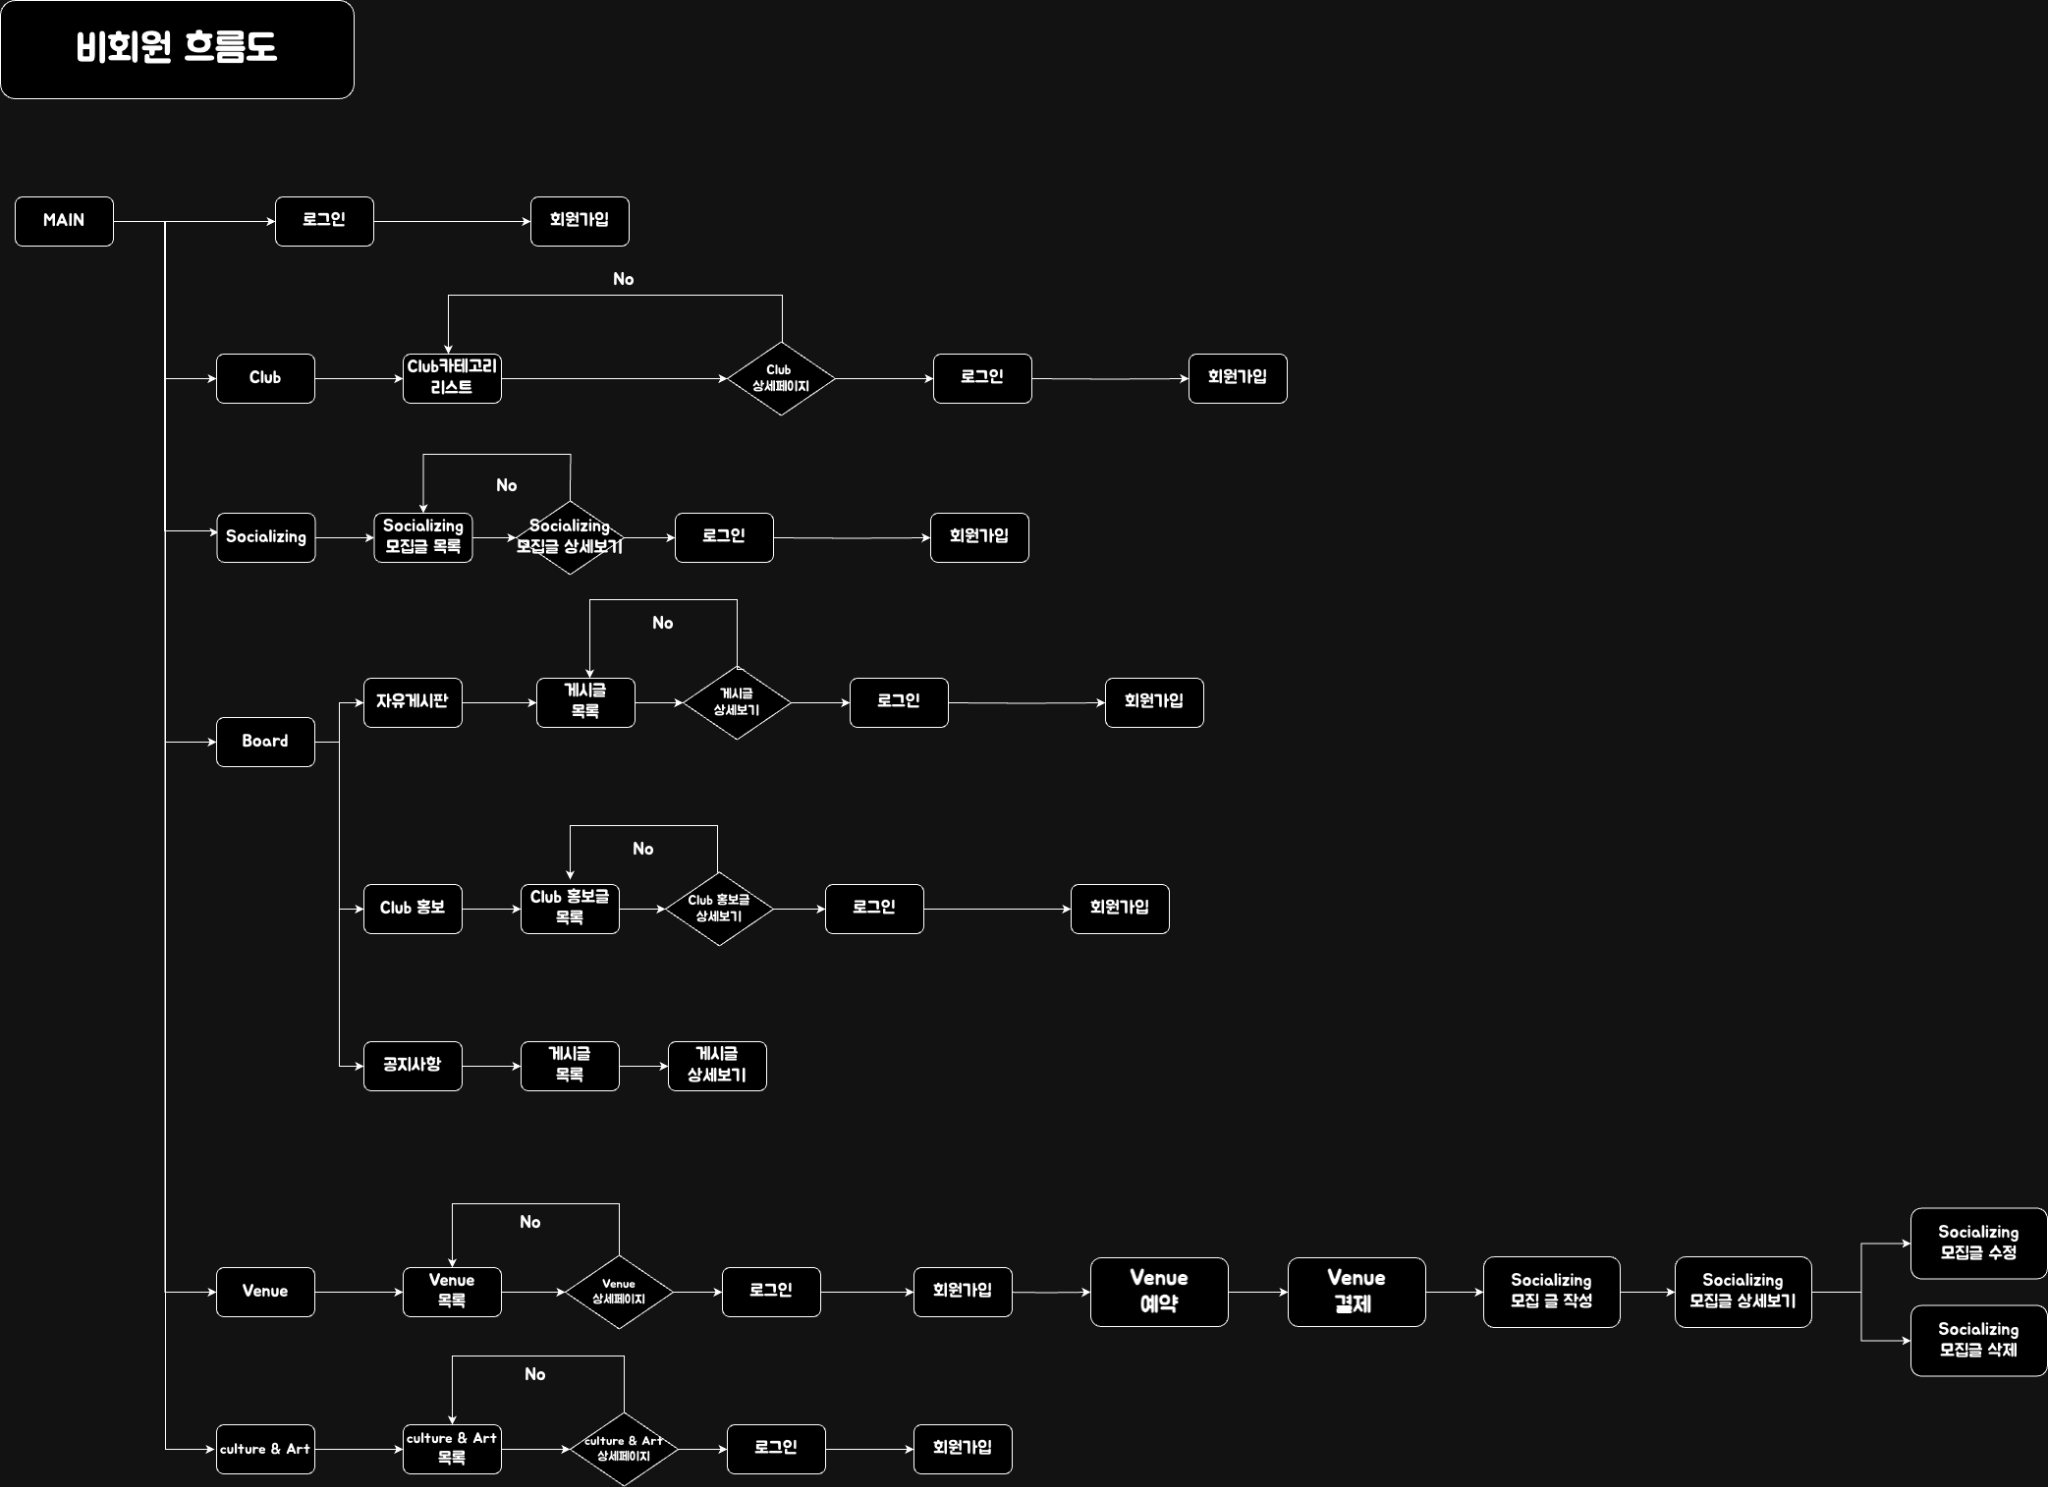 비회원 흐름도
MAIN
로그인
회원가입
No
Club
Club카테고리
리스트
Club
상세페이지
로그인
회원가입
No
Socializing
Socializing
모집글 목록
Socializing
모집글 상세보기
로그인
회원가입
No
Board
자유게시판
게시글
목록
게시글
상세보기
로그인
회원가입
No
Club 홍보
Club 홍보글
목록
Club 홍보글
상세보기
로그인
회원가입
공지사항
게시글
목록
게시글
상세보기
No
Venue
Venue
목록
Venue
상세페이지
로그인
회원가입
Venue
예약
Venue
결제
Socializing
모집 글 작성
Socializing
모집글 상세보기
Socializing
모집글 수정
Socializing
모집글 삭제
No
culture & Art
culture & Art
목록
culture & Art
상세페이지
로그인
회원가입